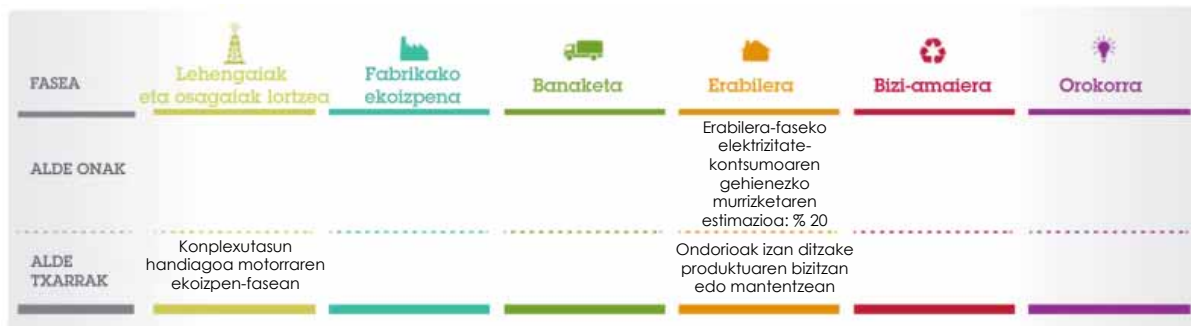 FASEA
Lehengaiak
eta osagaiak lortzea
Fabrikako
ekoizpena
Banaketa
Erabilera
Bizi-amaiera
Orokorra
ALDE ONAK
Erabilera-faseko
elektrizitate-
kontsumoaren
gehienezko
murrizketaren
estimazioa: % 20
ALDE
TXARRAK
Konplexutasun
handiagoa motorraren
ekoizpen-fasean
Ondorioak izan ditzake
produktuaren bizitzan
edo mantentzean